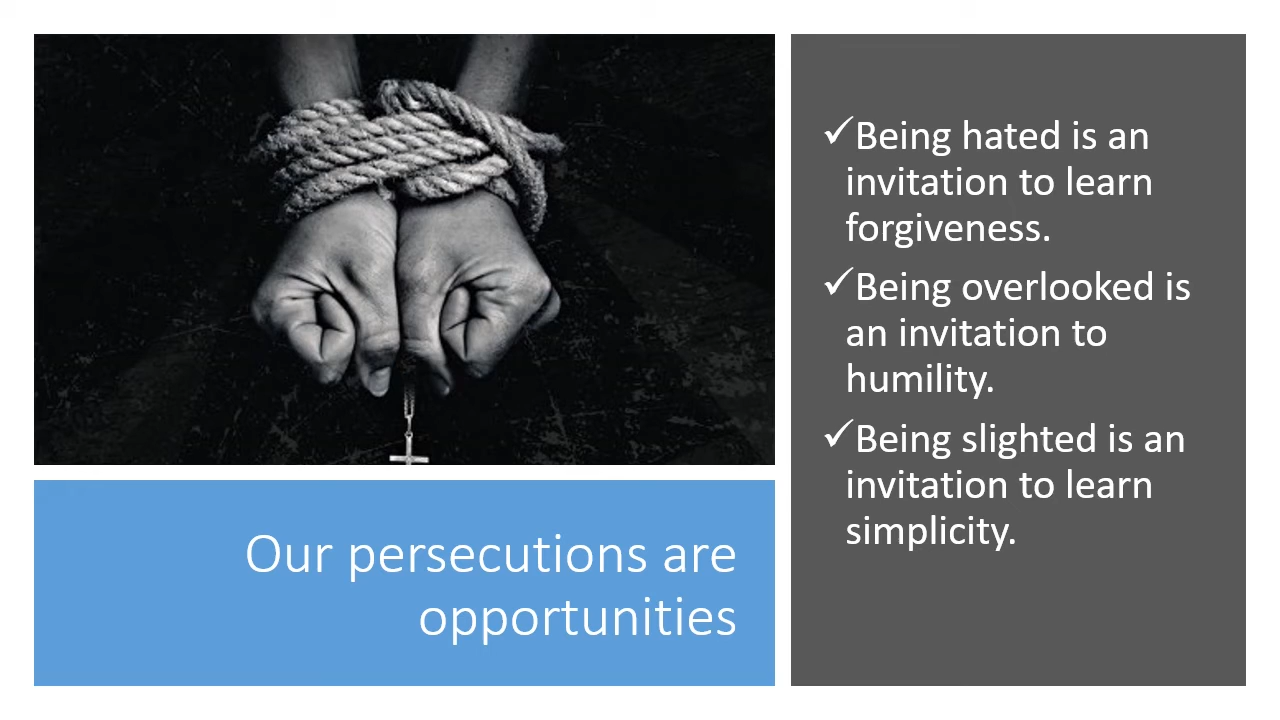 Our persecutions are
opportunities
✓Being hated is an
invitation to learn
forgiveness.
✓Being overlooked is
an invitation to
humility.
✓Being slighted is an
invitation to learn
simplicity.